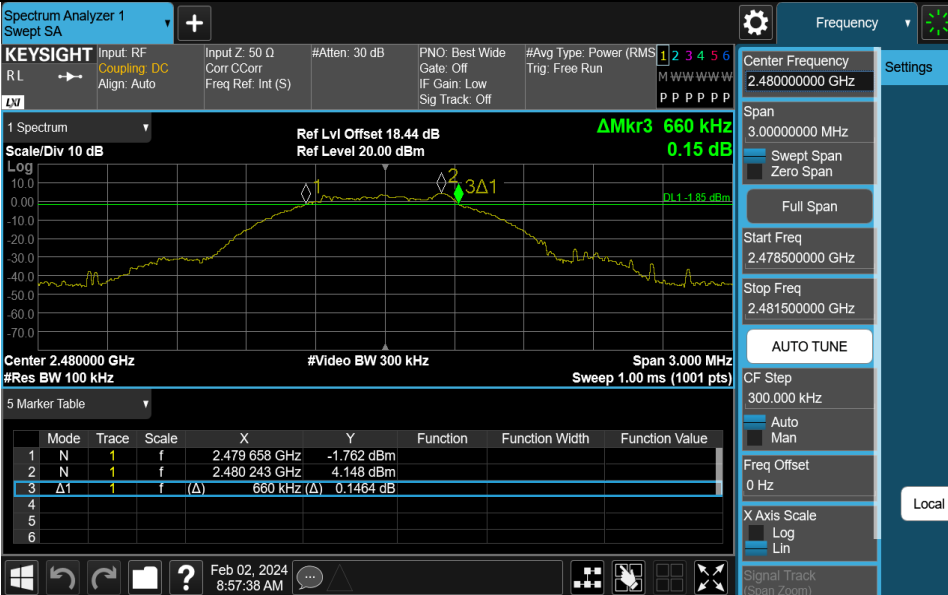 Spectrum Analyzer 1
Swept SA
Frequency
KEYSIGHT
RL
LXI
Input: RF
Coupling: DC
Align: Auto
Input Z: 50 Ω
Corr CCorr
Freq Ref: Int (S)
#Atten: 30 dB
PNO: Best Wide
Gate: Off
IF Gain: Low
Sig Track: Off
#Avg Type: Power (RMS
Trig: Free Run
1 2 3 4 5 6
M W W W W W
P P P P P P
1 Spectrum
Scale/Div 10 dB
Ref Lvl Offset 18.44 dB
Ref Level 20.00 dBm
ΔMkr3 660 kHz
0.15 dB
Log
10.0
0.00
-10.0
-20.0
-30.0
-40.0
-50.0
-60.0
-70.0
1
2
3Δ1
DL1 -1.85 dBm
Center 2.480000 GHz
#Video BW 300 kHz
Span 3.000 MHz
#Res BW 100 kHz
Sweep 1.00 ms (1001 pts)
5 Marker Table
Mode Trace Scale X Y Function Function Width Function Value
1 N 1 f 2.479 658 GHz -1.762 dBm
2 N 1 f 2.480 243 GHz 4.148 dBm
3 Δ1 1 f (Δ) 660 kHz (Δ) 0.1464 dB
4
5
6
Feb 02, 2024
8:57:38 AM
Center Frequency
2.480000000 GHz
Span
3.00000000 MHz
Swept Span
Zero Span
Full Span
Start Freq
2.478500000 GHz
Stop Freq
2.481500000 GHz
AUTO TUNE
CF Step
300.000 kHz
Auto
Man
Freq Offset
0 Hz
X Axis Scale
Log
Lin
Signal Track
(Span Zoom)
Settings
Local